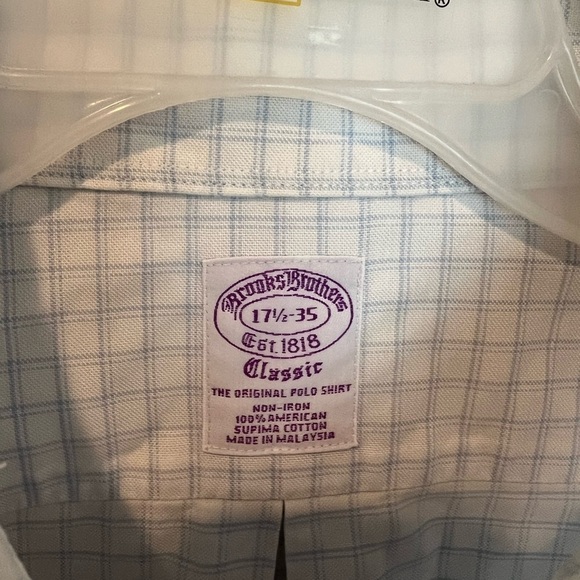 ®
Brooks Brothers
17½-35
Est. 1818
Classic
THE ORIGINAL POLO SHIRT
NON-IRON
100% AMERICAN
SUPIMA COTTON
MADE IN MALAYSIA